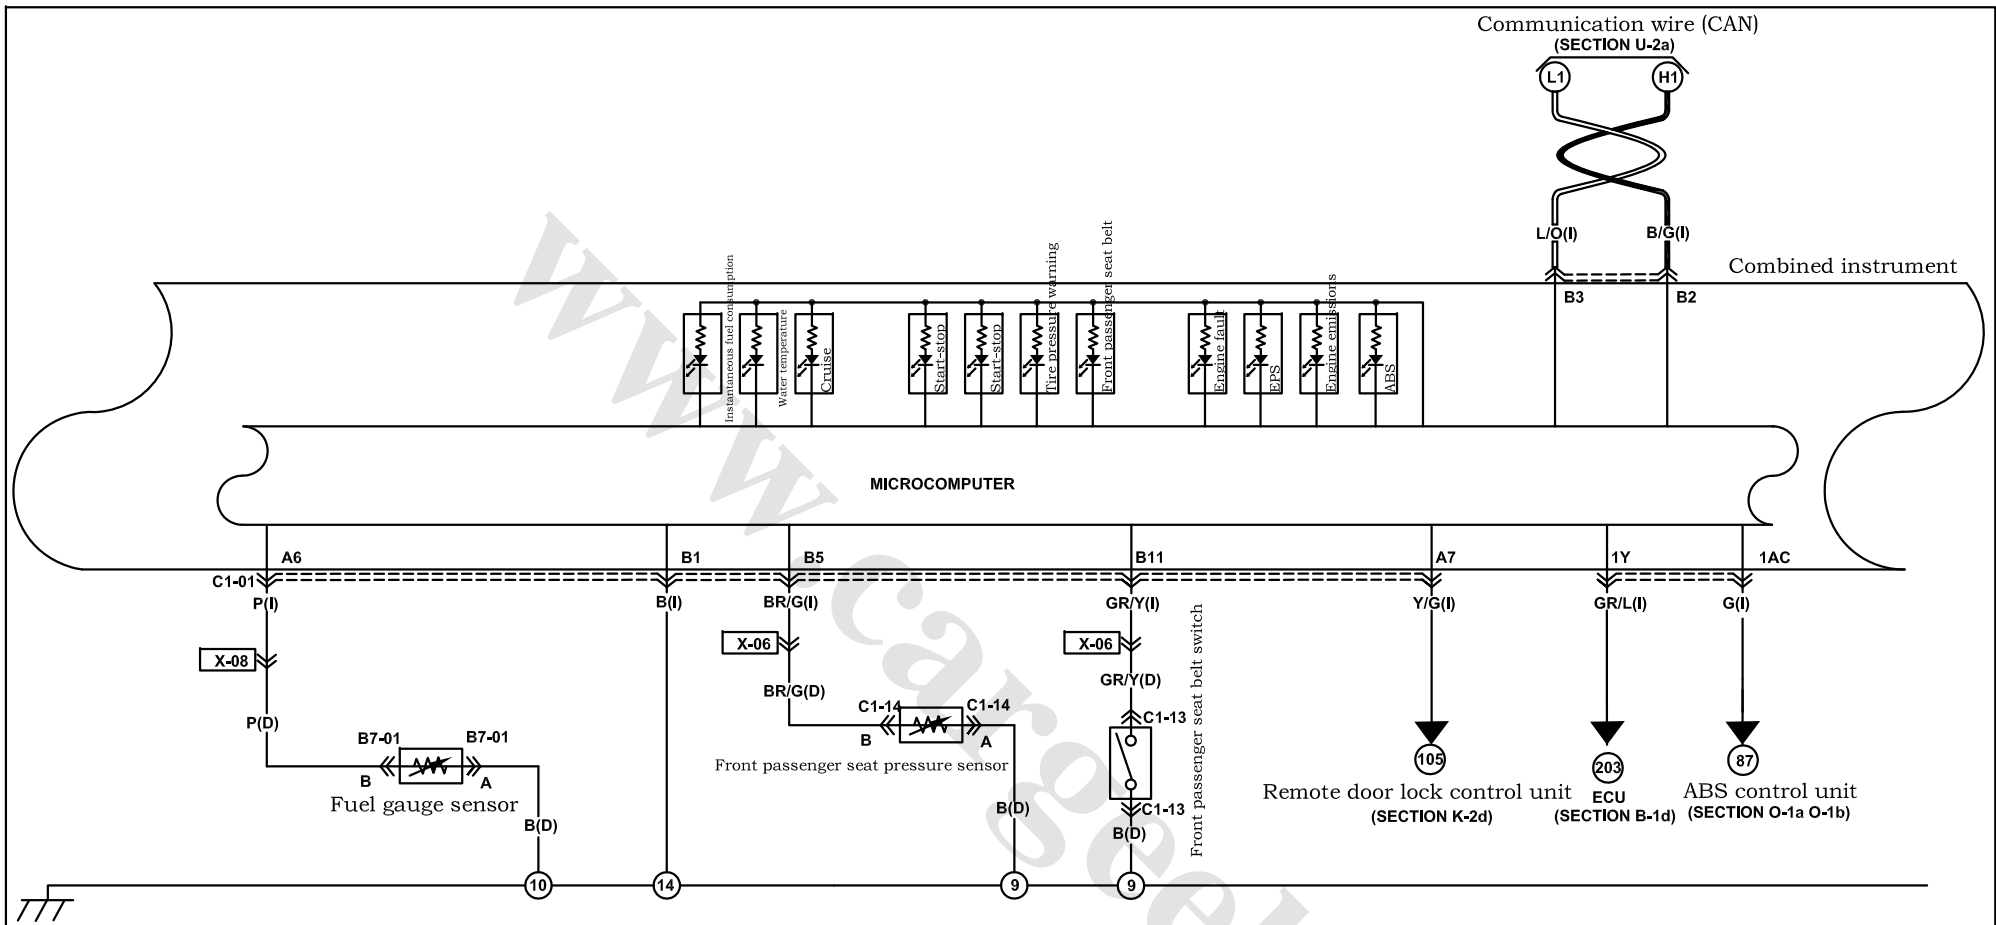 Communication wire (CAN)
(SECTION U-2a)
L1
H1
L/O(I)
B/G(I)
Combined instrument
B3
B2
Instantaneous fuel consumption
Water temperature
Cruise
Start-stop
Start-stop
Tire pressure warning
Front passenger seat belt
Engine fault
EPS
Engine emissions
ABS
MICROCOMPUTER
A6
B1
B5
B11
A7
1Y
1AC
C1-01
P(I)
B(I)
BR/G(I)
GR/Y(I)
Y/G(I)
GR/L(I)
G(I)
X-08
X-06
X-06
Front passenger seat belt switch
P(D)
BR/G(D)
GR/Y(D)
C1-14
C1-14
C1-13
B
A
B7-01
B7-01
B
A
Front passenger seat pressure sensor
Fuel gauge sensor
B(D)
B(D)
C1-13
B(D)
105
203
87
Remote door lock control unit
(SECTION K-2d)
ECU
(SECTION B-1d)
ABS control unit
(SECTION O-1a O-1b)
10
14
9
9
www.cargeek